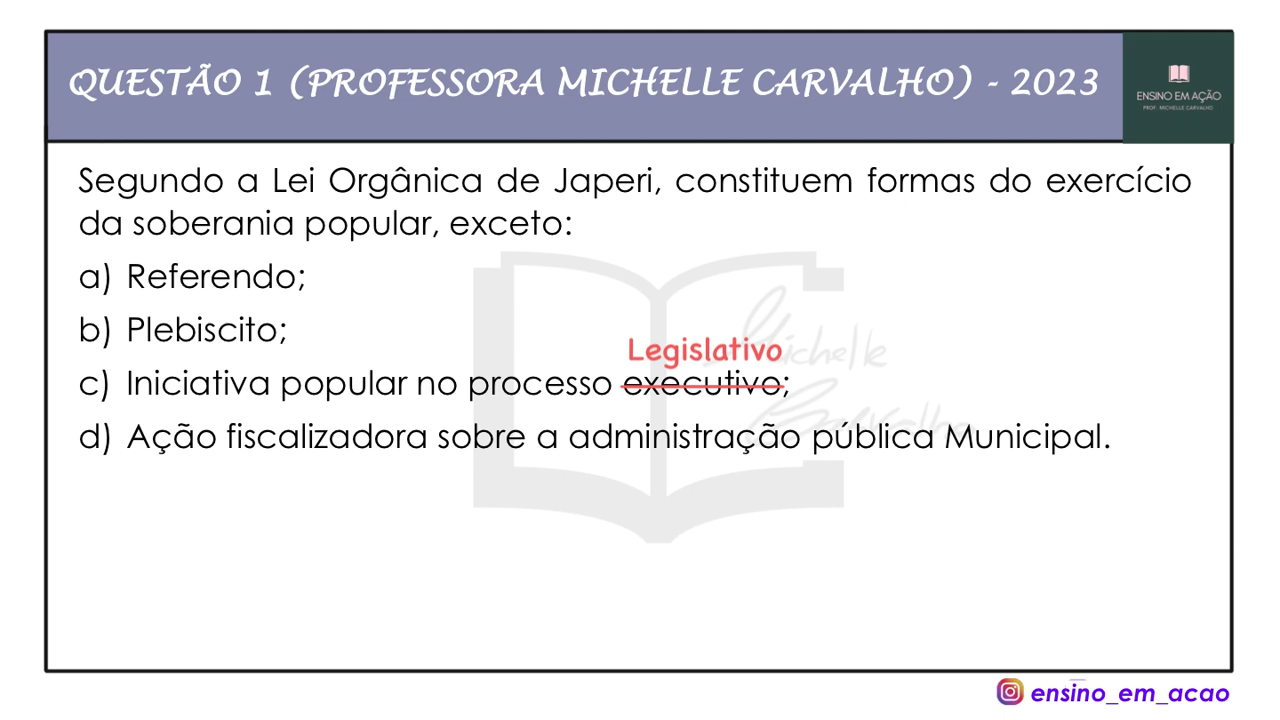 QUESTÃO 1 (PROFESSORA MICHELLE CARVALHO) - 2023
ENSINO EM AÇÃO
PROF. MICHELLE CARVALHO
Segundo a Lei Orgânica de Japeri, constituem formas do exercício
da soberania popular, exceto:
a) Referendo;
b) Plebiscito;
Legislativo
c) Iniciativa popular no processo executivo;
d) Ação fiscalizadora sobre a administração pública Municipal.
Michelle
Carvalho
ensino_em_acao